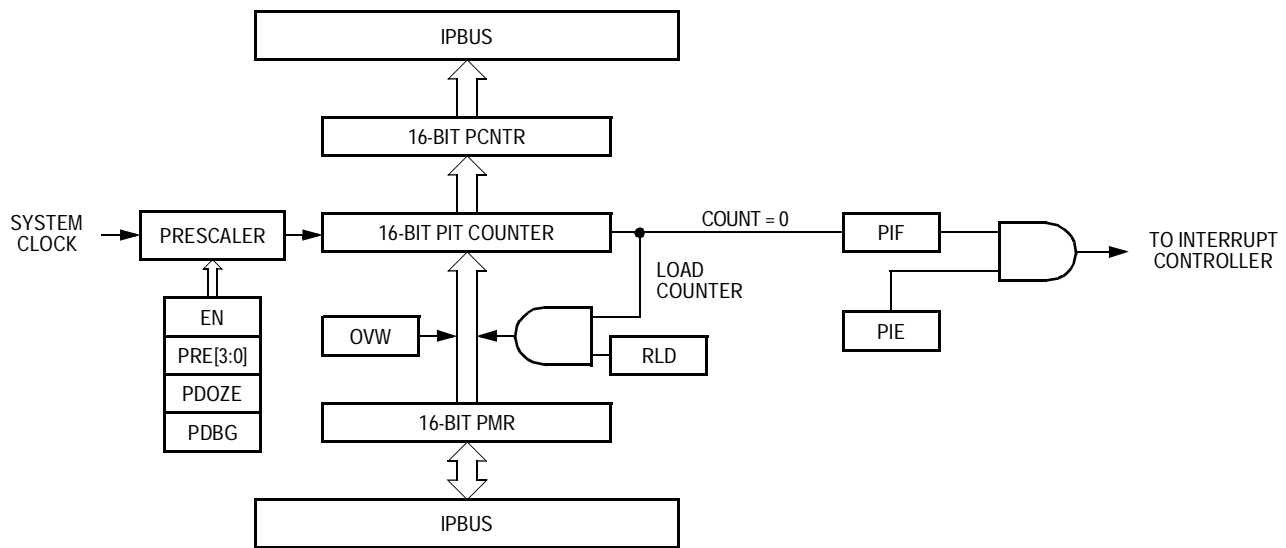 IPBUS
16-BIT PCNTR
SYSTEM
CLOCK
PRESCALER
16-BIT PIT COUNTER
COUNT = 0
PIF
TO INTERRUPT
CONTROLLER
LOAD
COUNTER
EN
PRE[3:0]
PDOZE
PDBG
OVW
RLD
PIE
16-BIT PMR
IPBUS